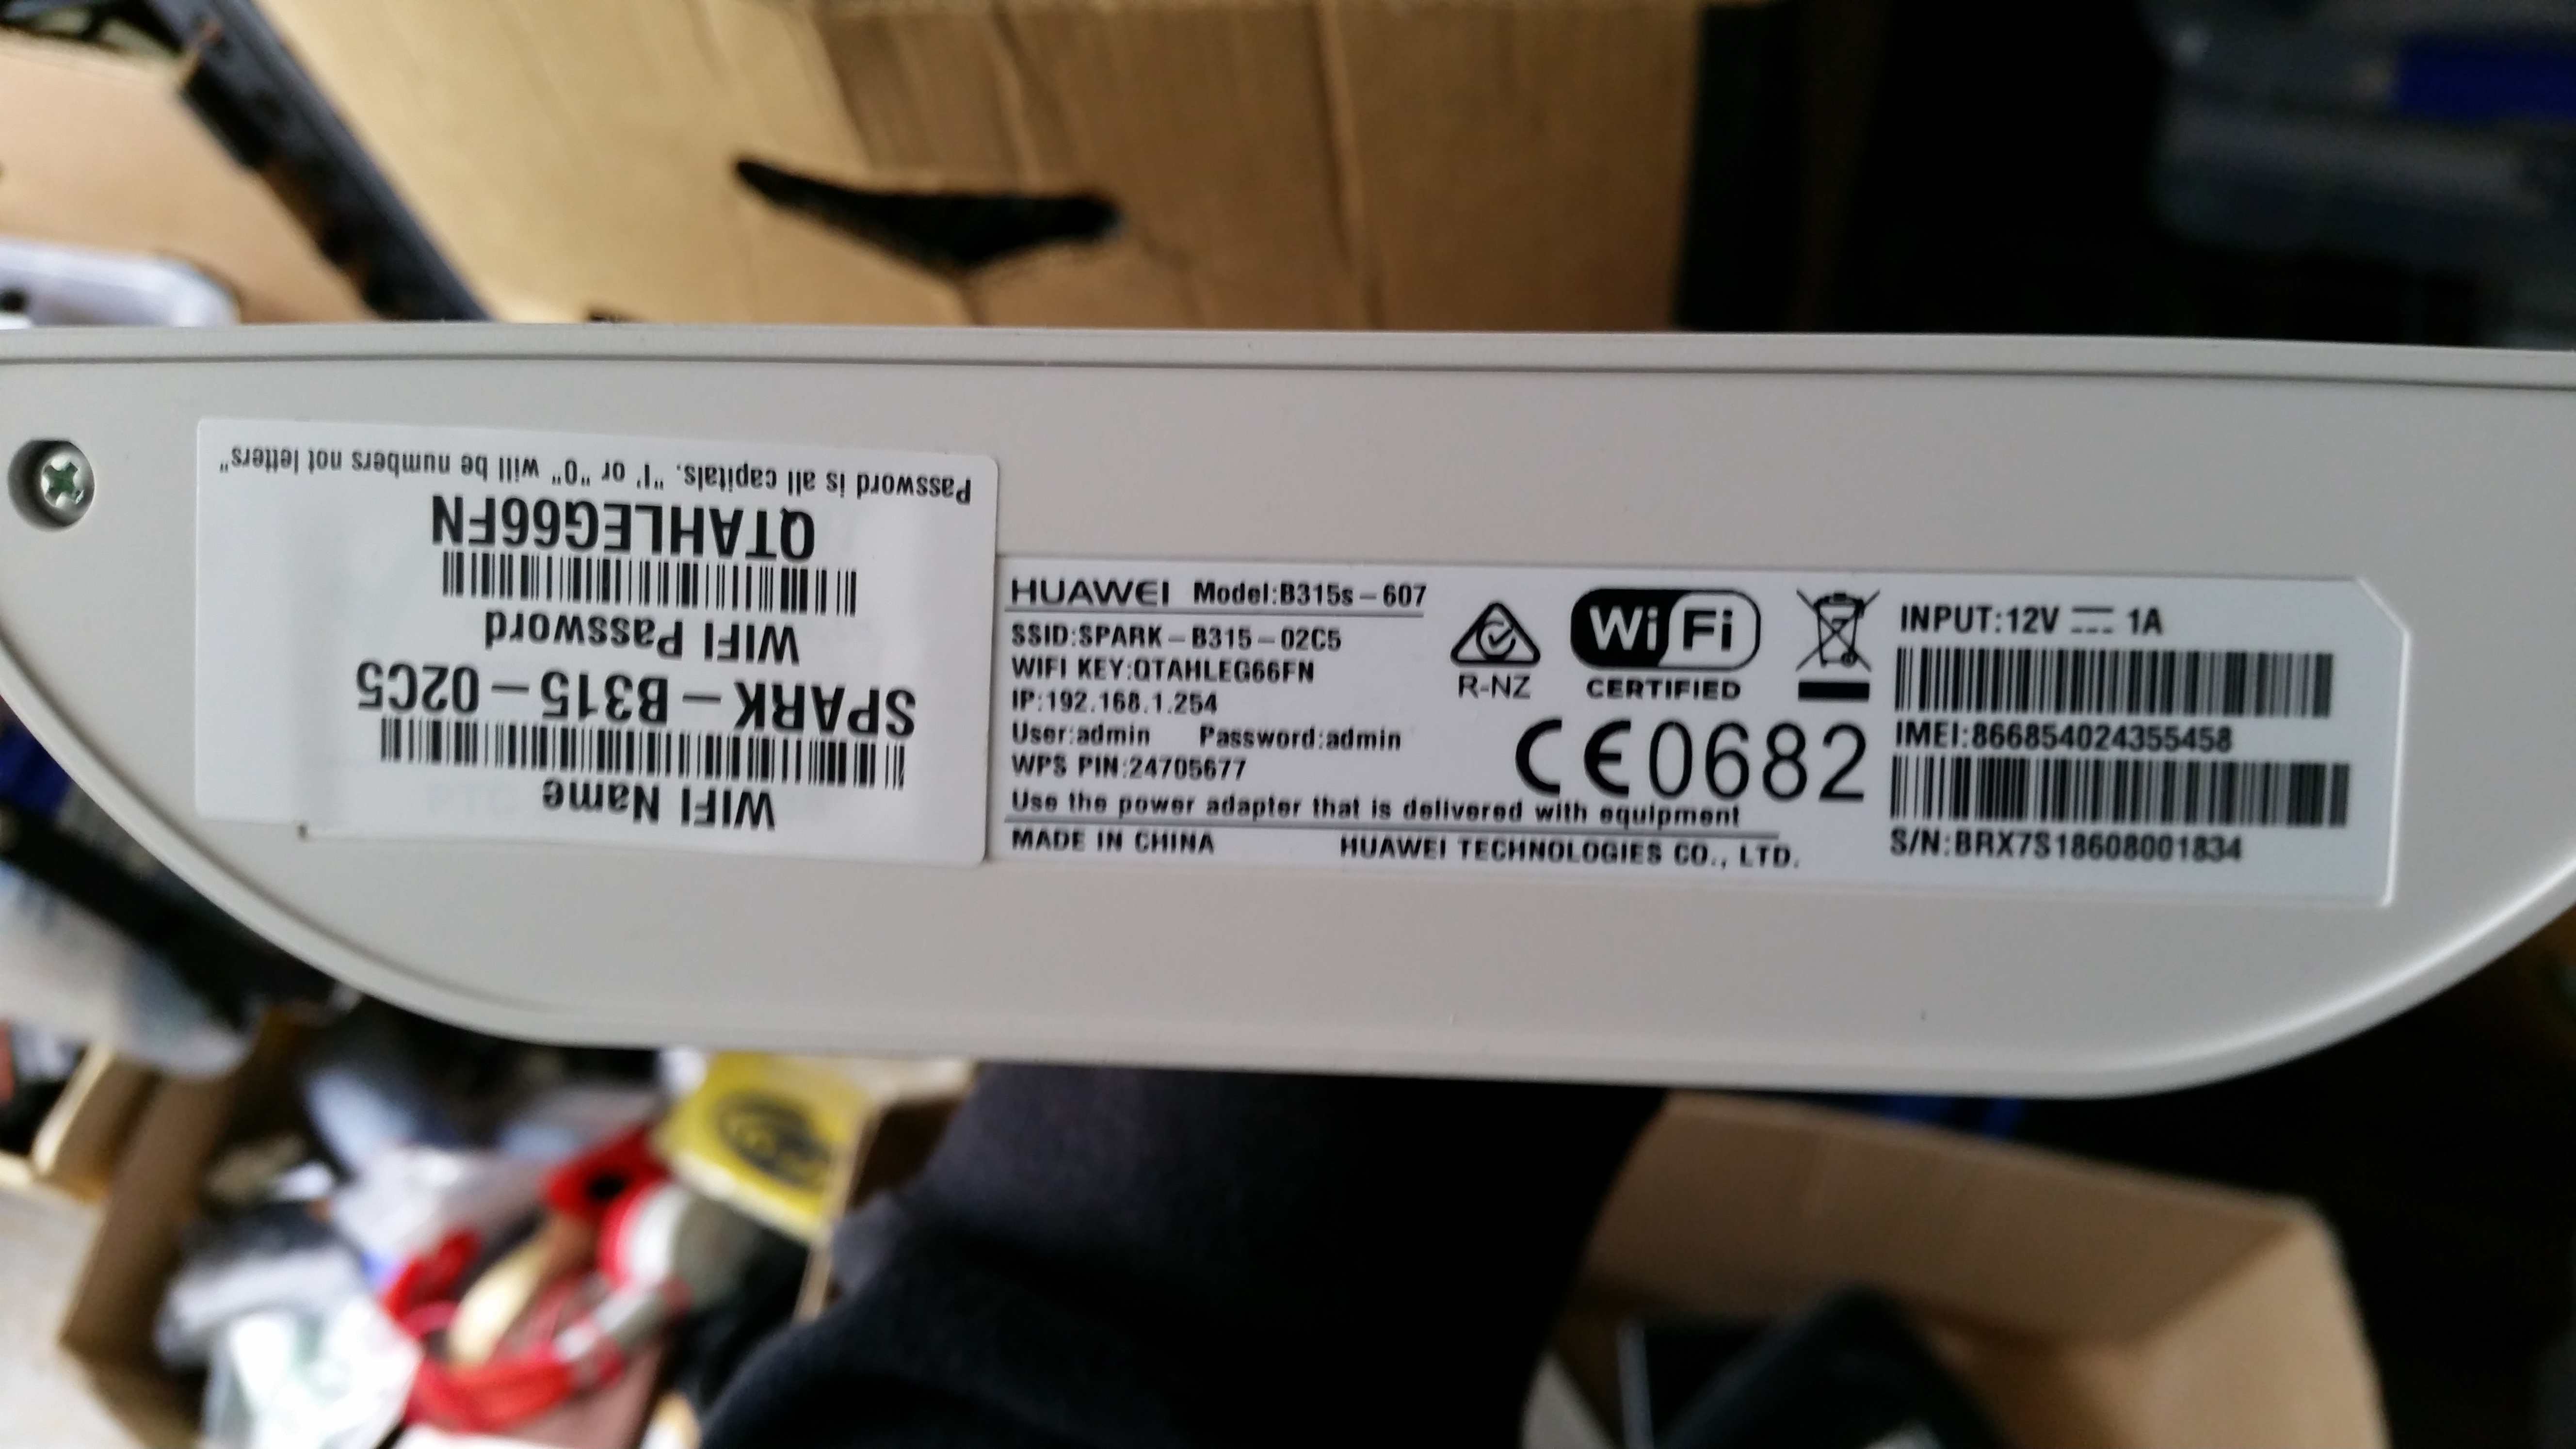 WIFI Name
SPARK-B315-02C5
WIFI Password
QTAHLEG66FN
Password is all capitals. "I' or "0" will be numbers not letters"
HUAWEI Model:B315s-607
SSID:SPARK-B315-02C5
WIFI KEY:QTAHLEG66FN
IP:192.168.1.254
User:admin Password:admin
WPS PIN:24705677
Use the power adapter that is delivered with equipment
MADE IN CHINA HUAWEI TECHNOLOGIES CO., LTD.
R-NZ
WiFi
CERTIFIED
CE0682
INPUT:12V ⎓ 1A
IMEI:866854024355458
S/N:BRX7S18608001834